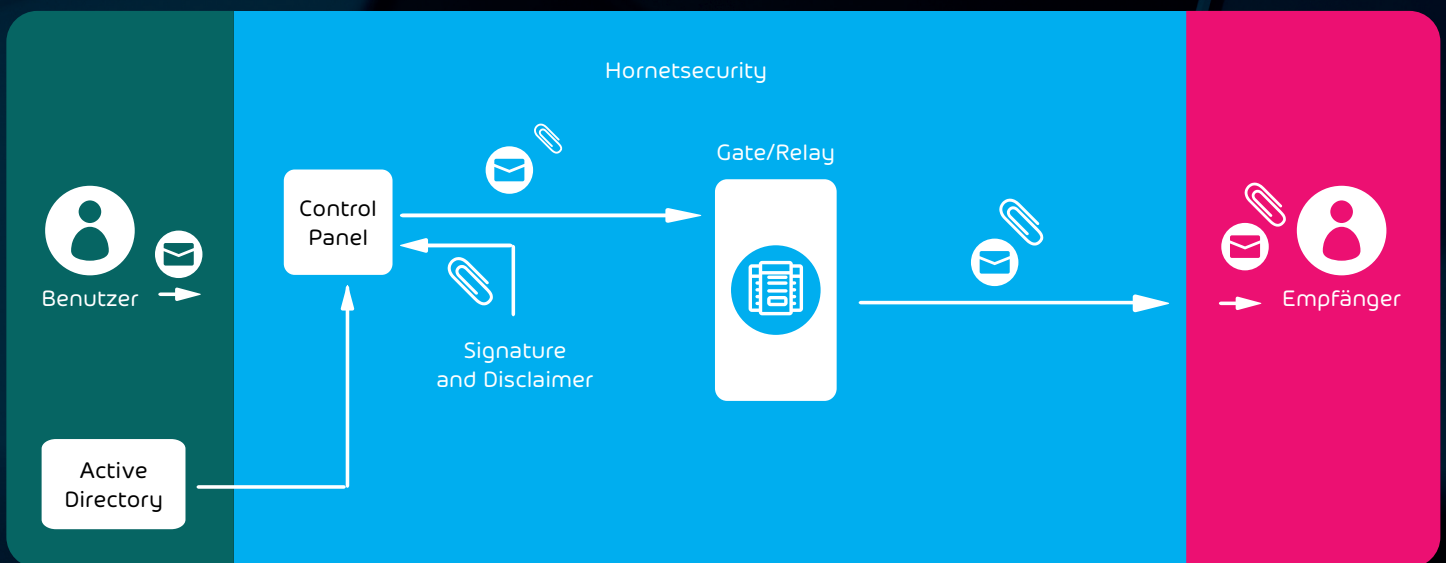 Hornetsecurity
Gate/Relay
Control
Panel
Benutzer
Empfänger
Signature
and Disclaimer
Active
Directory